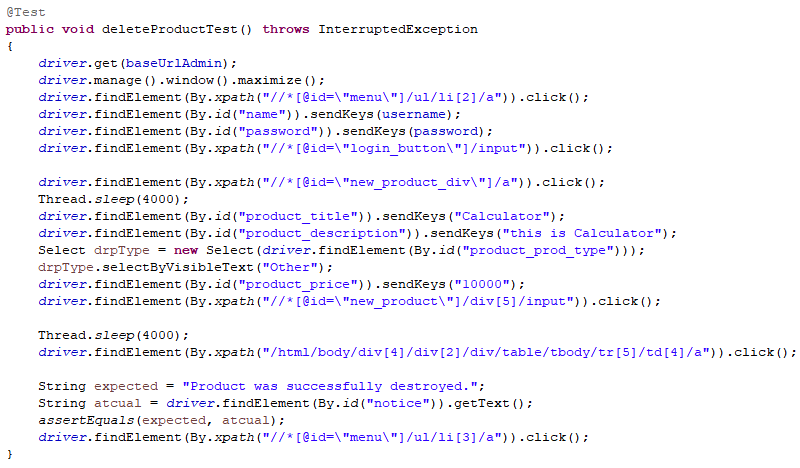 @Test
public void deleteProductTest() throws InterruptedException
{
driver.get(baseUrlAdmin);
driver.manage().window().maximize();
driver.findElement(By.xpath("//*[@id=\"menu\"]/ul/li[2]/a")).click();
driver.findElement(By.id("name")).sendKeys(username);
driver.findElement(By.id("password")).sendKeys(password);
driver.findElement(By.xpath("//*[@id=\"login_button\"]/input")).click();
driver.findElement(By.xpath("//*[@id=\"new_product_div\"]/a")).click();
Thread.sleep(4000);
driver.findElement(By.id("product_title")).sendKeys("Calculator");
driver.findElement(By.id("product_description")).sendKeys("this is Calculator");
Select drpType = new Select(driver.findElement(By.id("product_prod_type")));
drpType.selectByVisibleText("Other");
driver.findElement(By.id("product_price")).sendKeys("10000");
driver.findElement(By.xpath("//*[@id=\"new_product\"]/div[5]/input")).click();
Thread.sleep(4000);
driver.findElement(By.xpath("/html/body/div[4]/div[2]/div/table/tbody/tr[5]/td[4]/a")).click();
String expected = "Product was successfully destroyed.";
String atcual = driver.findElement(By.id("notice")).getText();
assertEquals(expected, atcual);
driver.findElement(By.xpath("//*[@id=\"menu\"]/ul/li[3]/a")).click();
}